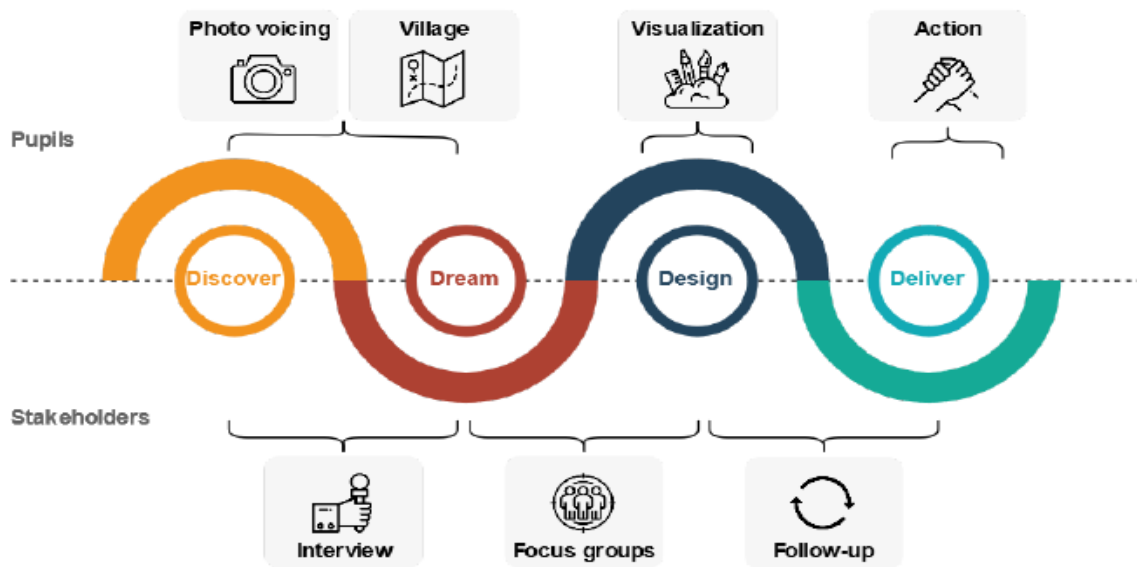 Photo voicing
Village
Visualization
Action
Pupils
Discover
Dream
Design
Deliver
Stakeholders
Interview
Focus groups
Follow-up